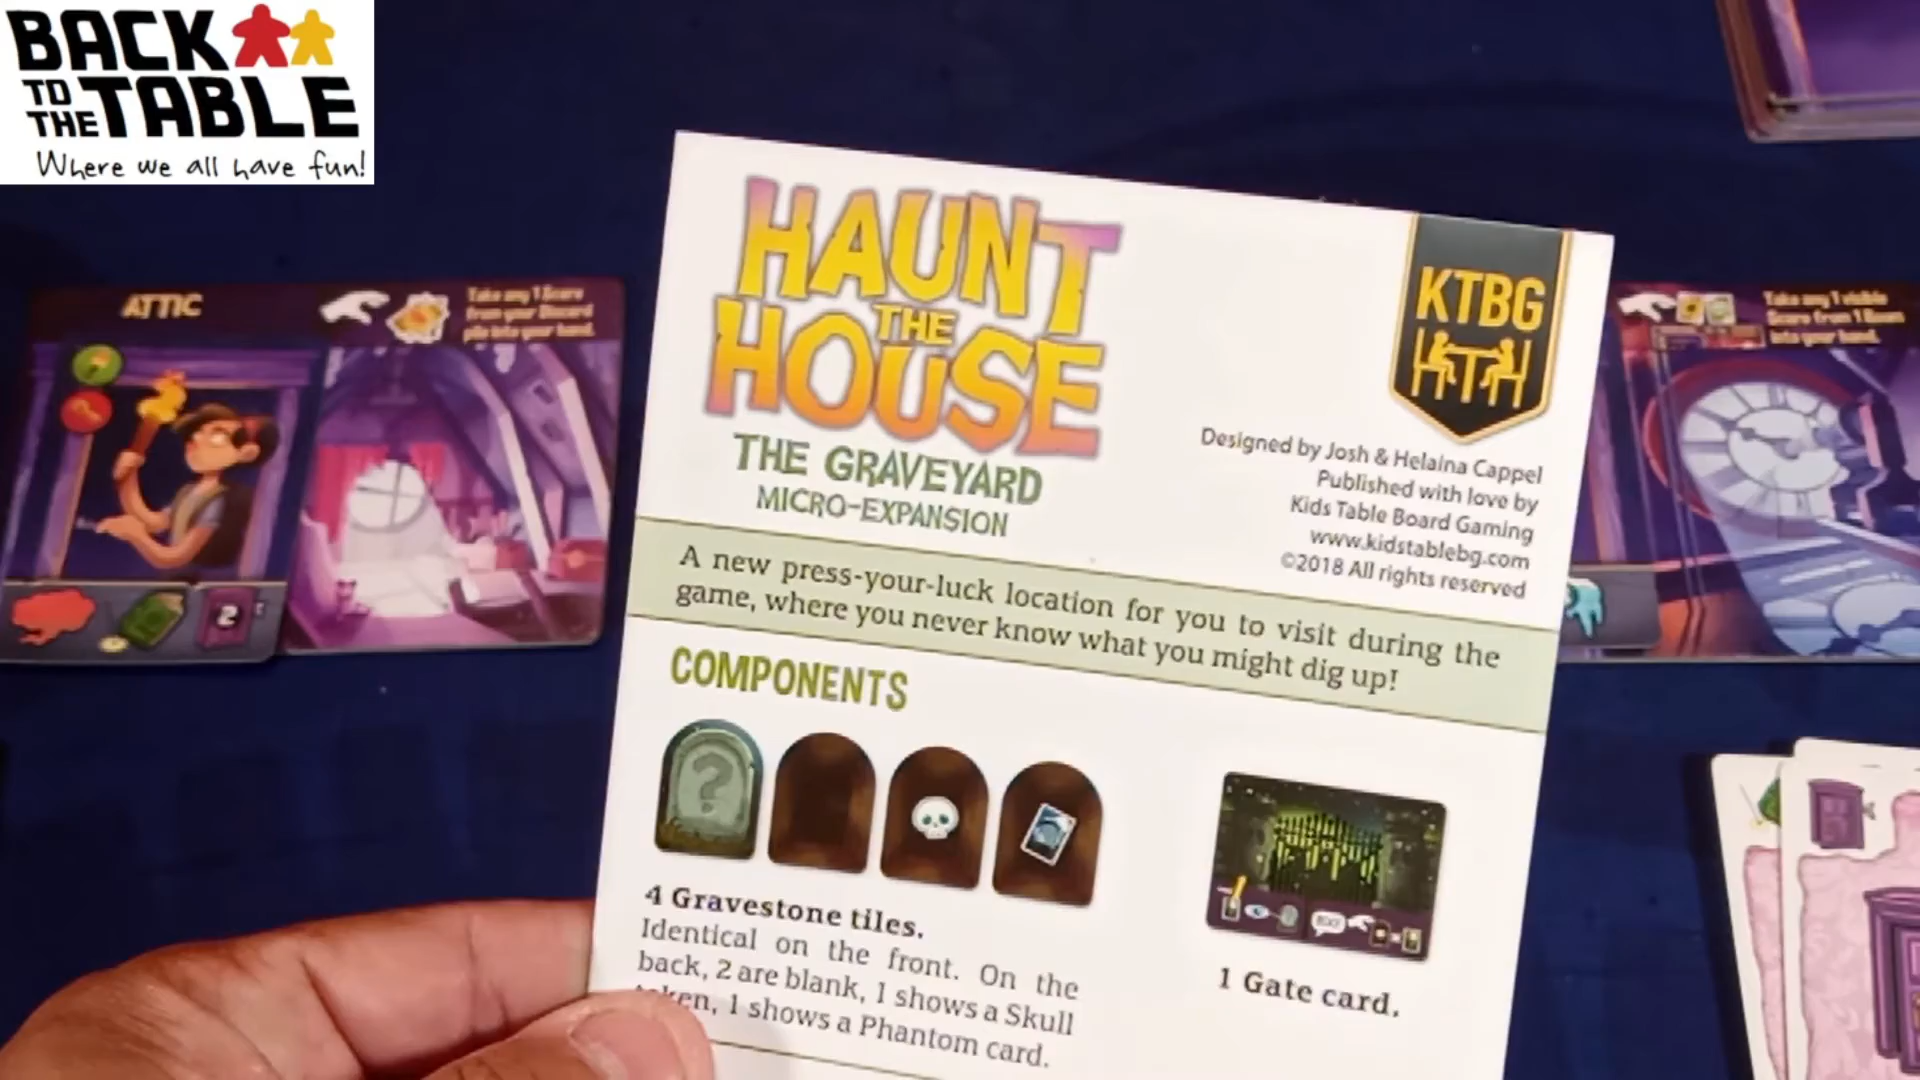 BACK
TO
THE TABLE
Where we all have fun!
ATTIC
Take any 1 Scare
from your Discard
pile into your hand.
2
HAUNT
THE
HOUSE
THE GRAVEYARD
MICRO-EXPANSION
KTBG
Designed by Josh & Helaina Cappel
Published with love by
Kids Table Board Gaming
www.kidstablebg.com
©2018 All rights reserved
A new press-your-luck location for you to visit during the
game, where you never know what you might dig up!
COMPONENTS
?
4 Gravestone tiles.
Identical on the front. On the
back, 2 are blank, 1 shows a Skull
token, 1 shows a Phantom card.
BOO!
1 Gate card.
Take any 1 visible
Scare from 1 Room
into your hand.